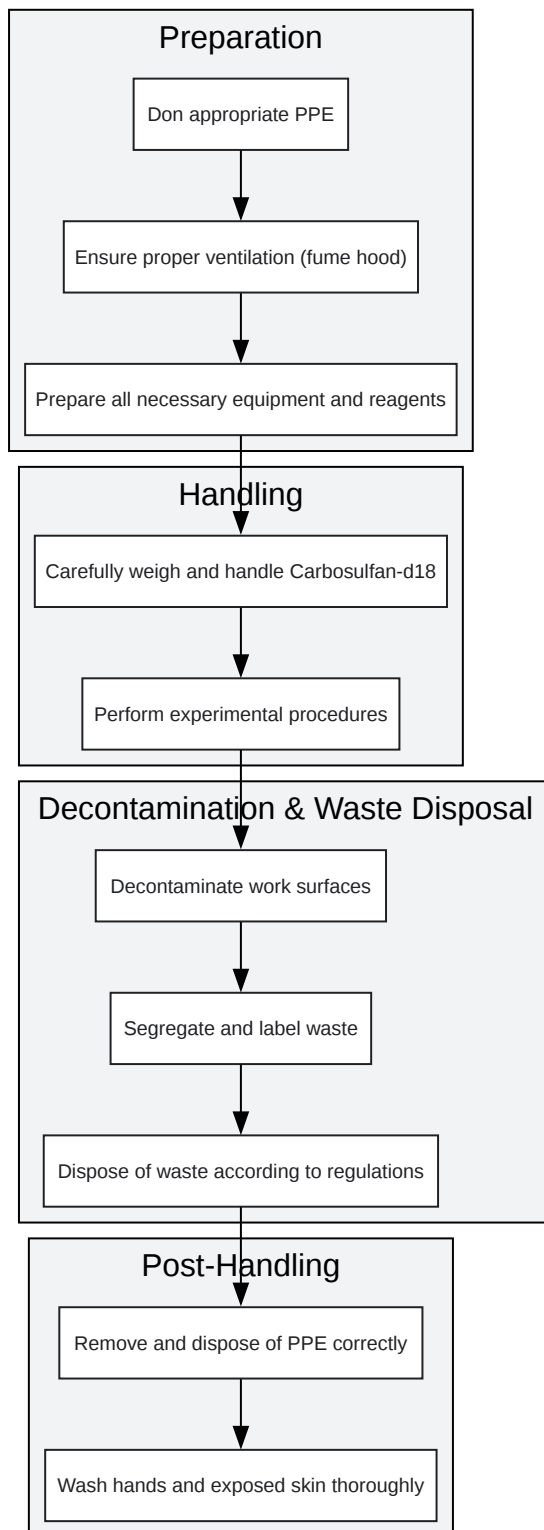 Preparation
Don appropriate PPE
Ensure proper ventilation (fume hood)
Prepare all necessary equipment and reagents
Handling
Carefully weigh and handle Carbosulfan-d18
Perform experimental procedures
Decontamination & Waste Disposal
Decontaminate work surfaces
Segregate and label waste
Dispose of waste according to regulations
Post-Handling
Remove and dispose of PPE correctly
Wash hands and exposed skin thoroughly